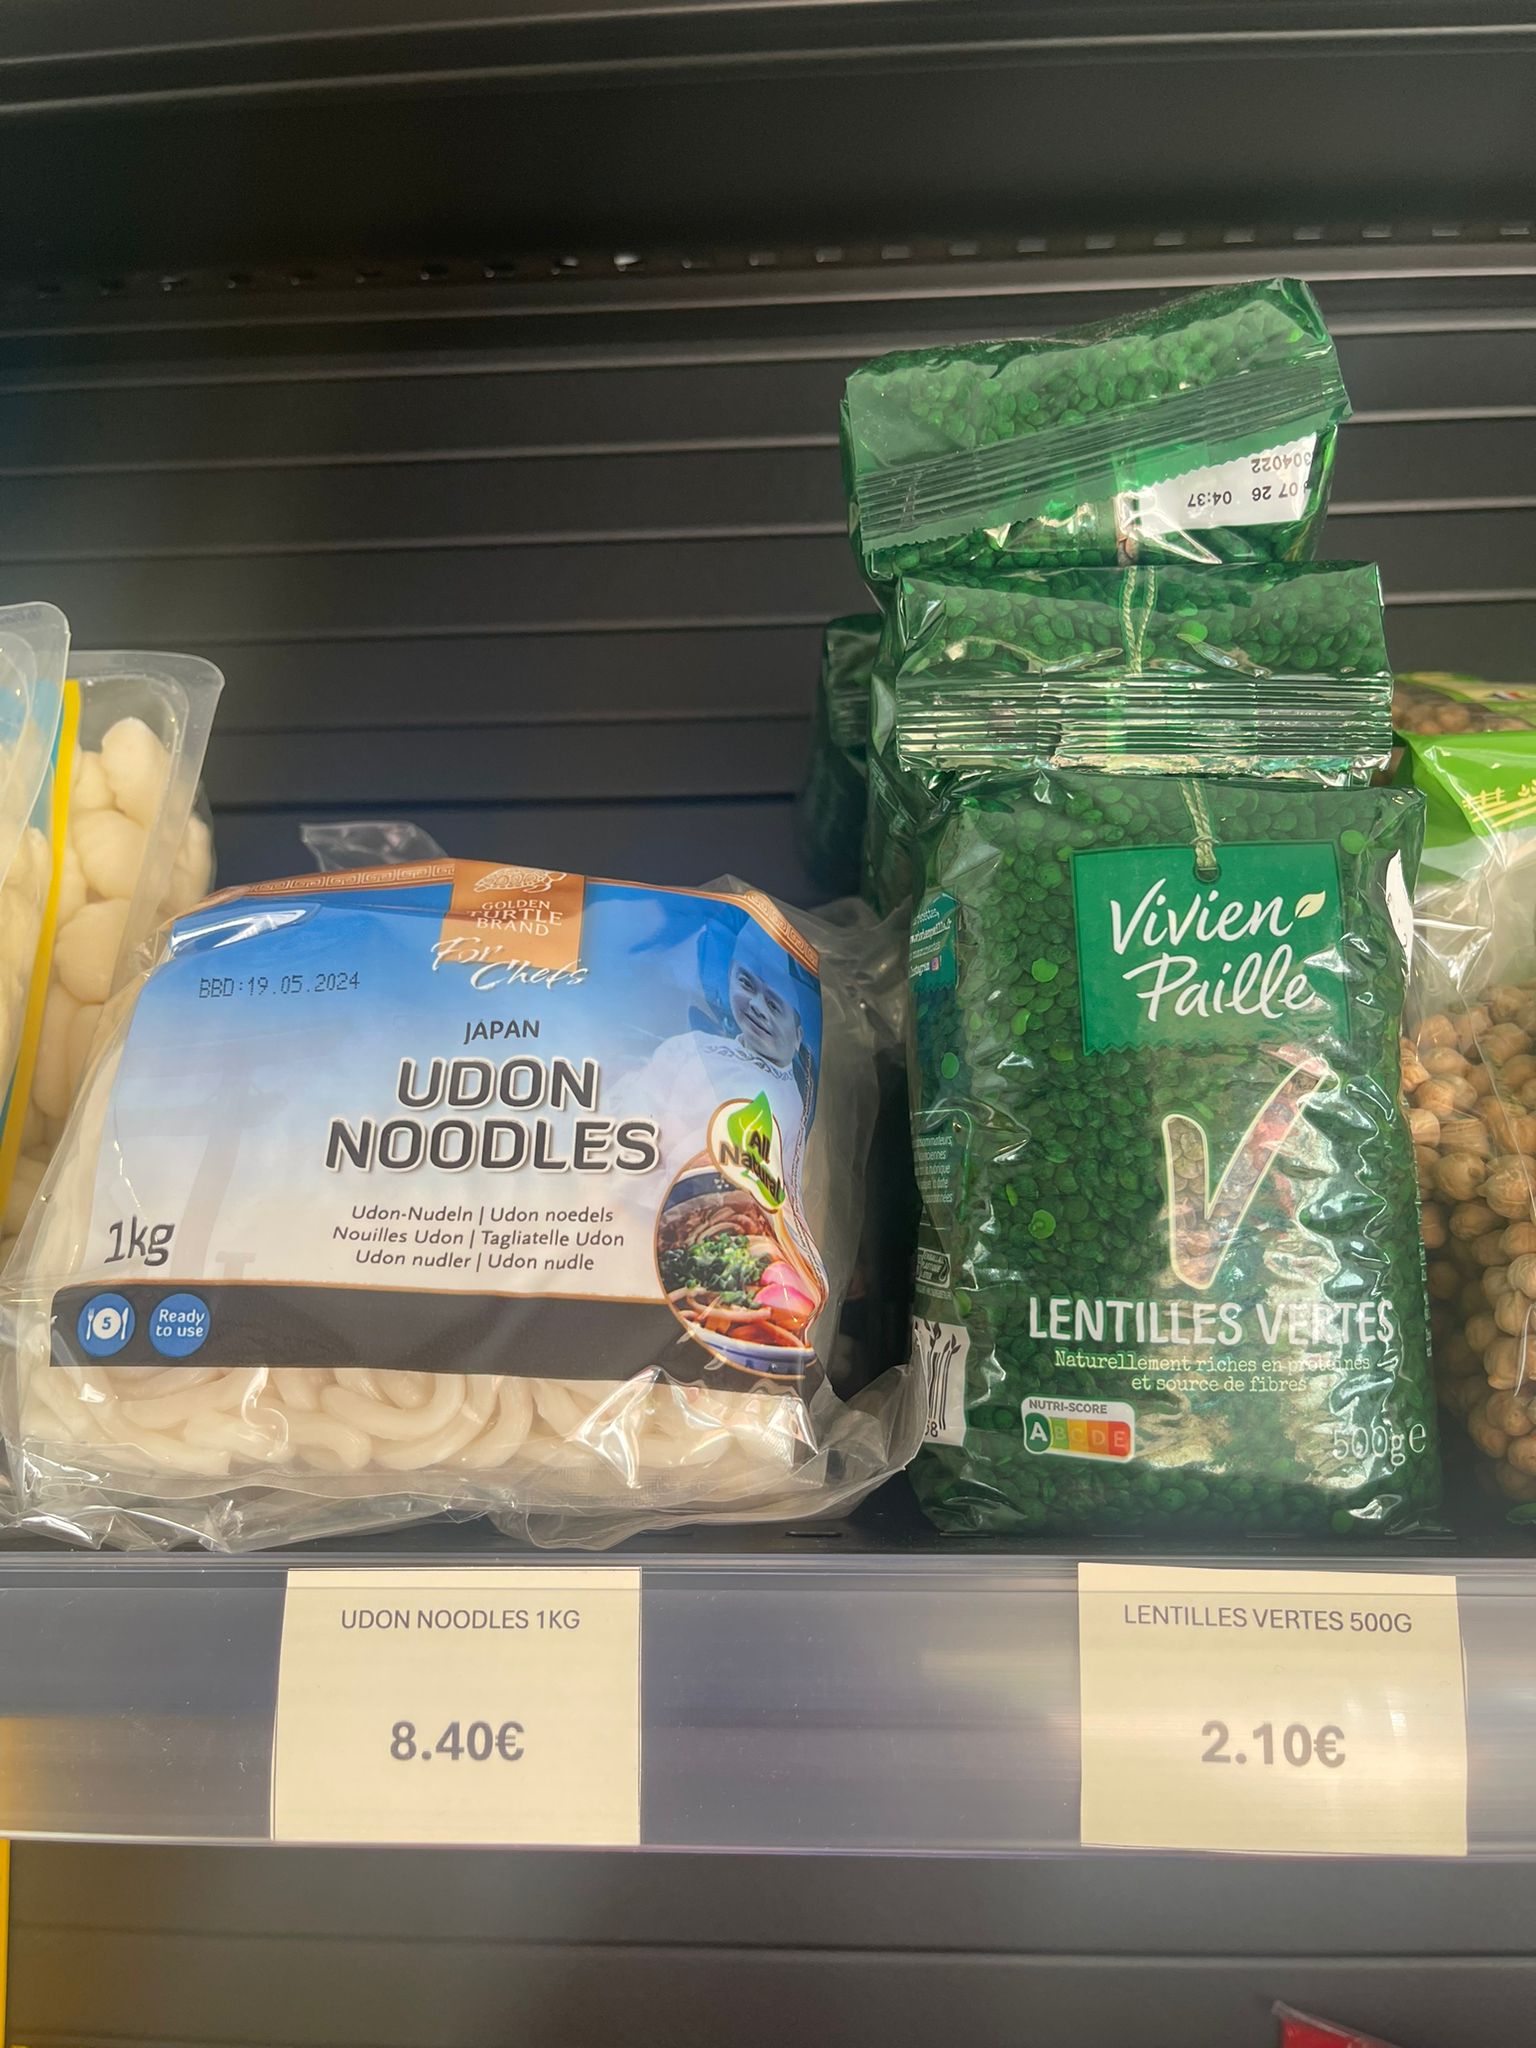 GOLDEN
TURTLE
BRAND
For
Chefs
BBD:19.05.2024
JAPAN
UDON
NOODLES
All
Natural
Udon-Nudeln | Udon noedels
Nouilles Udon | Tagliatelle Udon
Udon nudler | Udon nudle
1kg
5
Ready
to use
304022
07 26 04:37
Vivien
Paille
LENTILLES VERTES
Naturellement riches en protéines
et source de fibres
NUTRI-SCORE
A B C D E
500g e
UDON NOODLES 1KG
8.40€
LENTILLES VERTES 500G
2.10€